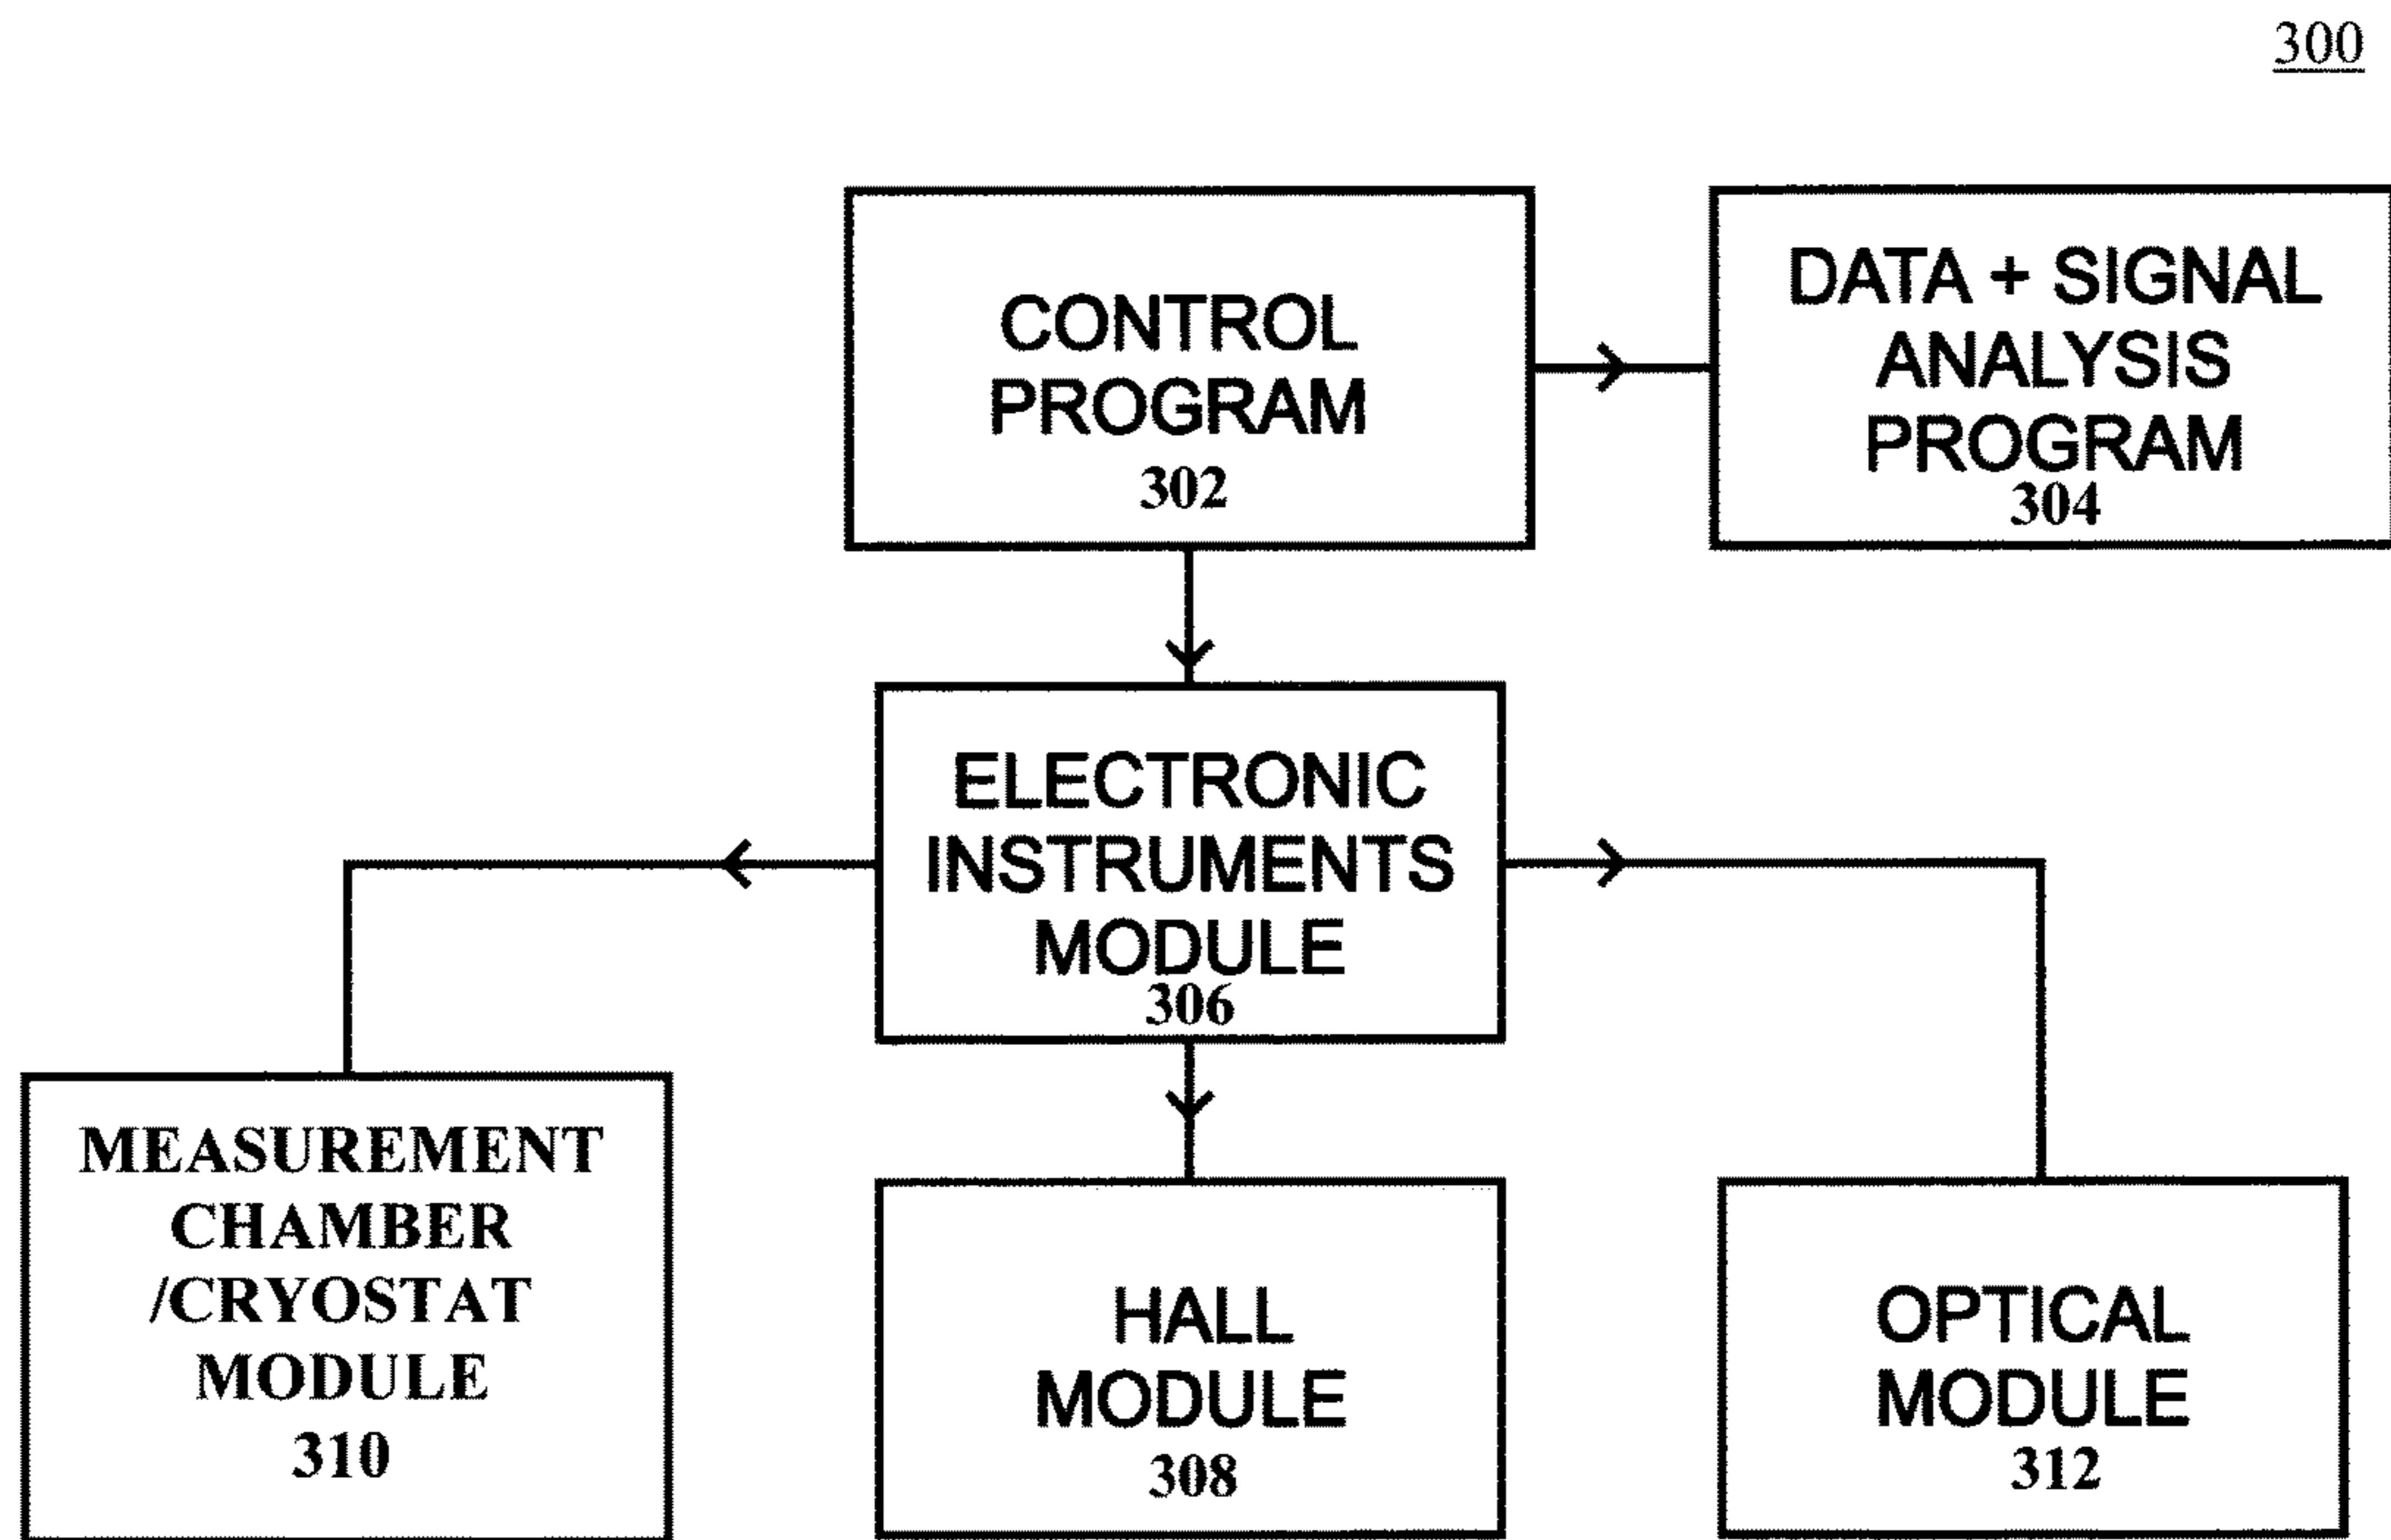 300
CONTROL
PROGRAM
302
DATA + SIGNAL
ANALYSIS
PROGRAM
304
ELECTRONIC
INSTRUMENTS
MODULE
306
MEASUREMENT
CHAMBER
/CRYOSTAT
MODULE
310
HALL
MODULE
308
OPTICAL
MODULE
312